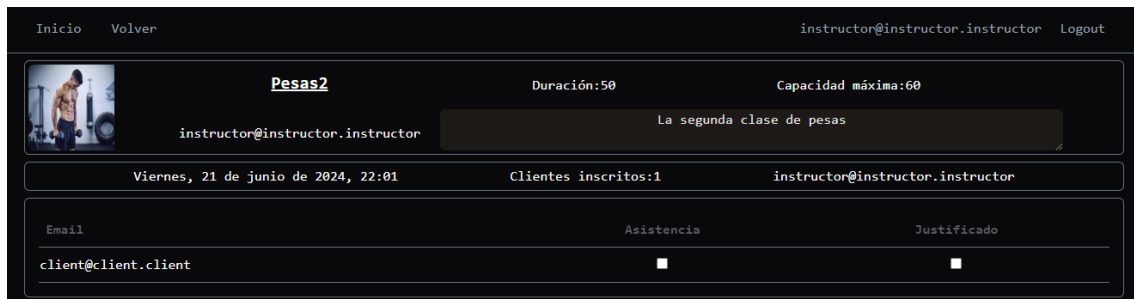 Inicio Volver instructor@instructor.instructor Logout
Pesas2 Duración:50 Capacidad máxima:60
instructor@instructor.instructor La segunda clase de pesas
Viernes, 21 de junio de 2024, 22:01 Clientes inscritos:1 instructor@instructor.instructor
Email Asistencia Justificado
client@client.client